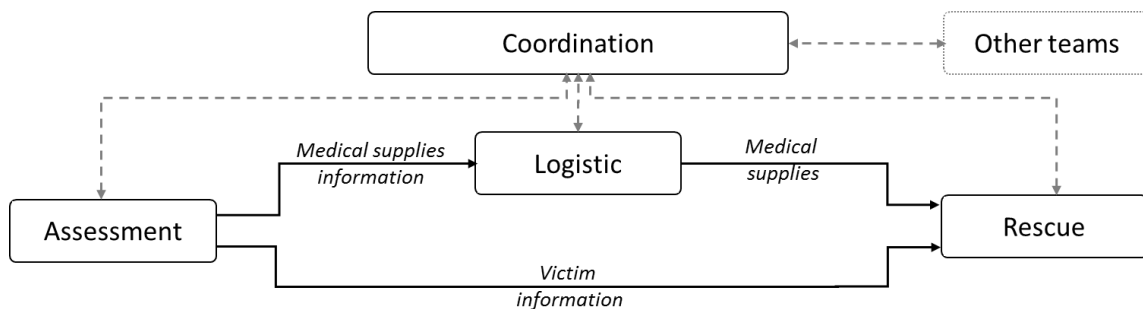 Coordination
Other teams
Medical supplies
information
Logistic
Medical
supplies
Assessment
Rescue
Victim
information